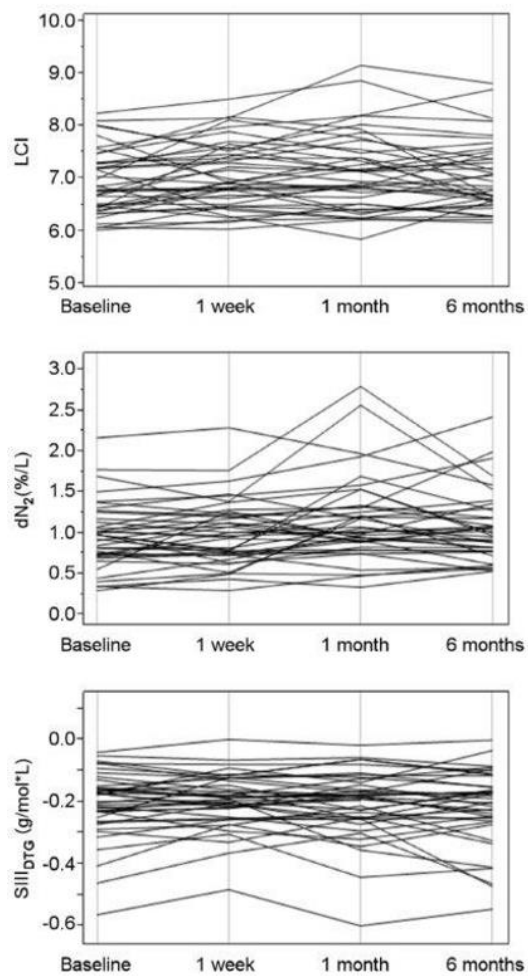 10.0
9.0
8.0
LCI
7.0
6.0
5.0
Baseline 1 week 1 month 6 months
3.0
2.5
2.0
dN2(%/L)
1.5
1.0
0.5
0.0
Baseline 1 week 1 month 6 months
0.0
-0.2
SIIIDTG (g/mol*L)
-0.4
-0.6
Baseline 1 week 1 month 6 months